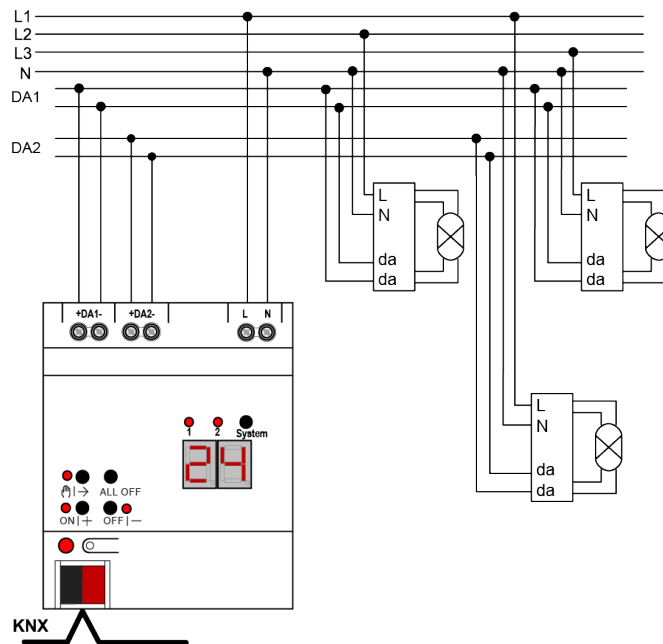 L1
L2
L3
N
DA1
DA2
L
N
da
da
L
N
da
da
+DA1- +DA2- L N
1 2 System
24
|→ ALL OFF
ON|+ OFF|—
L
N
da
da
KNX